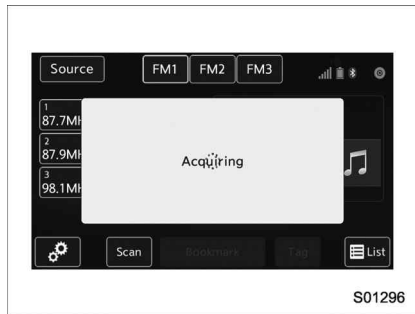 Source FM1 FM2 FM3
1
87.7MH
2
87.9MH
Acquiring
3
98.1MH
Scan Bookmark Tag List
S01296